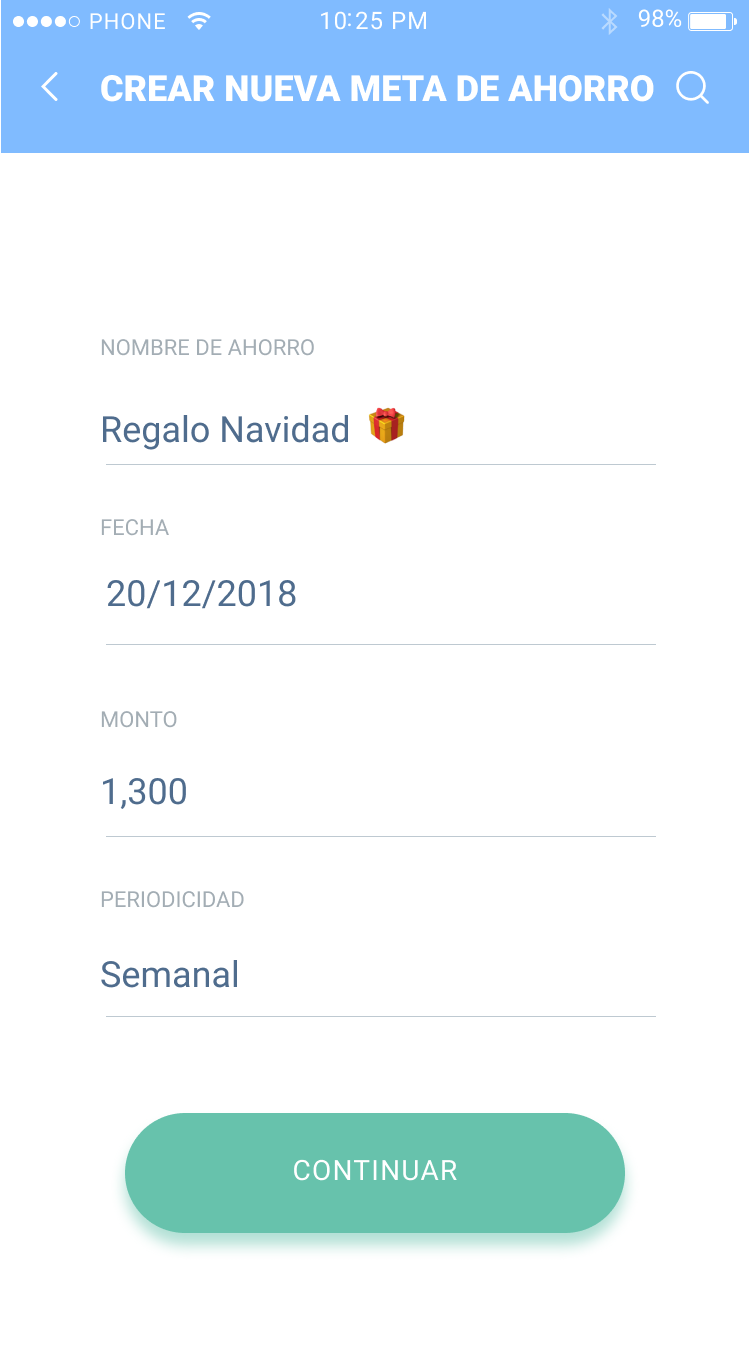 PHONE 10:25 PM 98%
CREAR NUEVA META DE AHORRO
NOMBRE DE AHORRO
Regalo Navidad 🎁
FECHA
20/12/2018
MONTO
1,300
PERIODICIDAD
Semanal
CONTINUAR